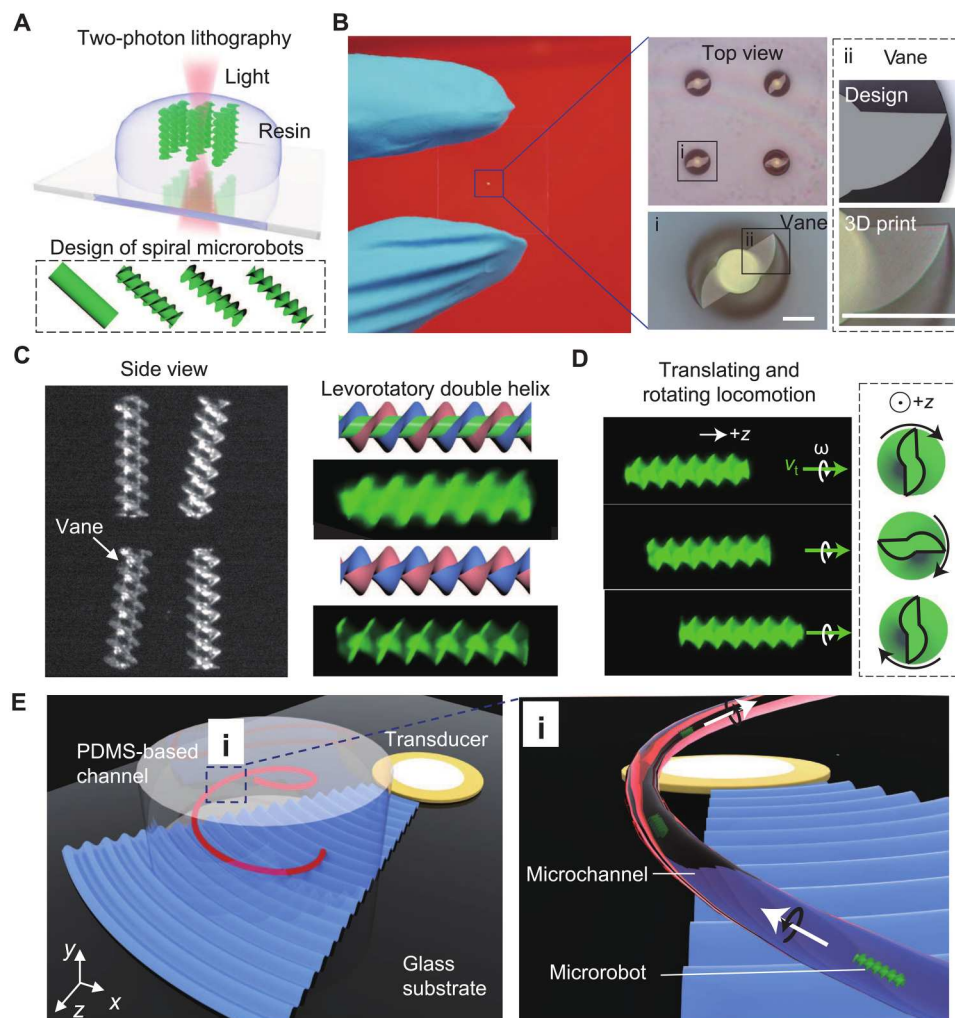 A
Two-photon lithography
Light
Resin
Design of spiral microrobots
B
Top view
i
i
Vane
ii
ii Vane
Design
3D print
C
Side view
Vane
Levorotatory double helix
D
Translating and
rotating locomotion
+z
vt
ω
+z
E
PDMS-based
channel
i
Transducer
Glass
substrate
y
x
z
i
Microchannel
Microrobot